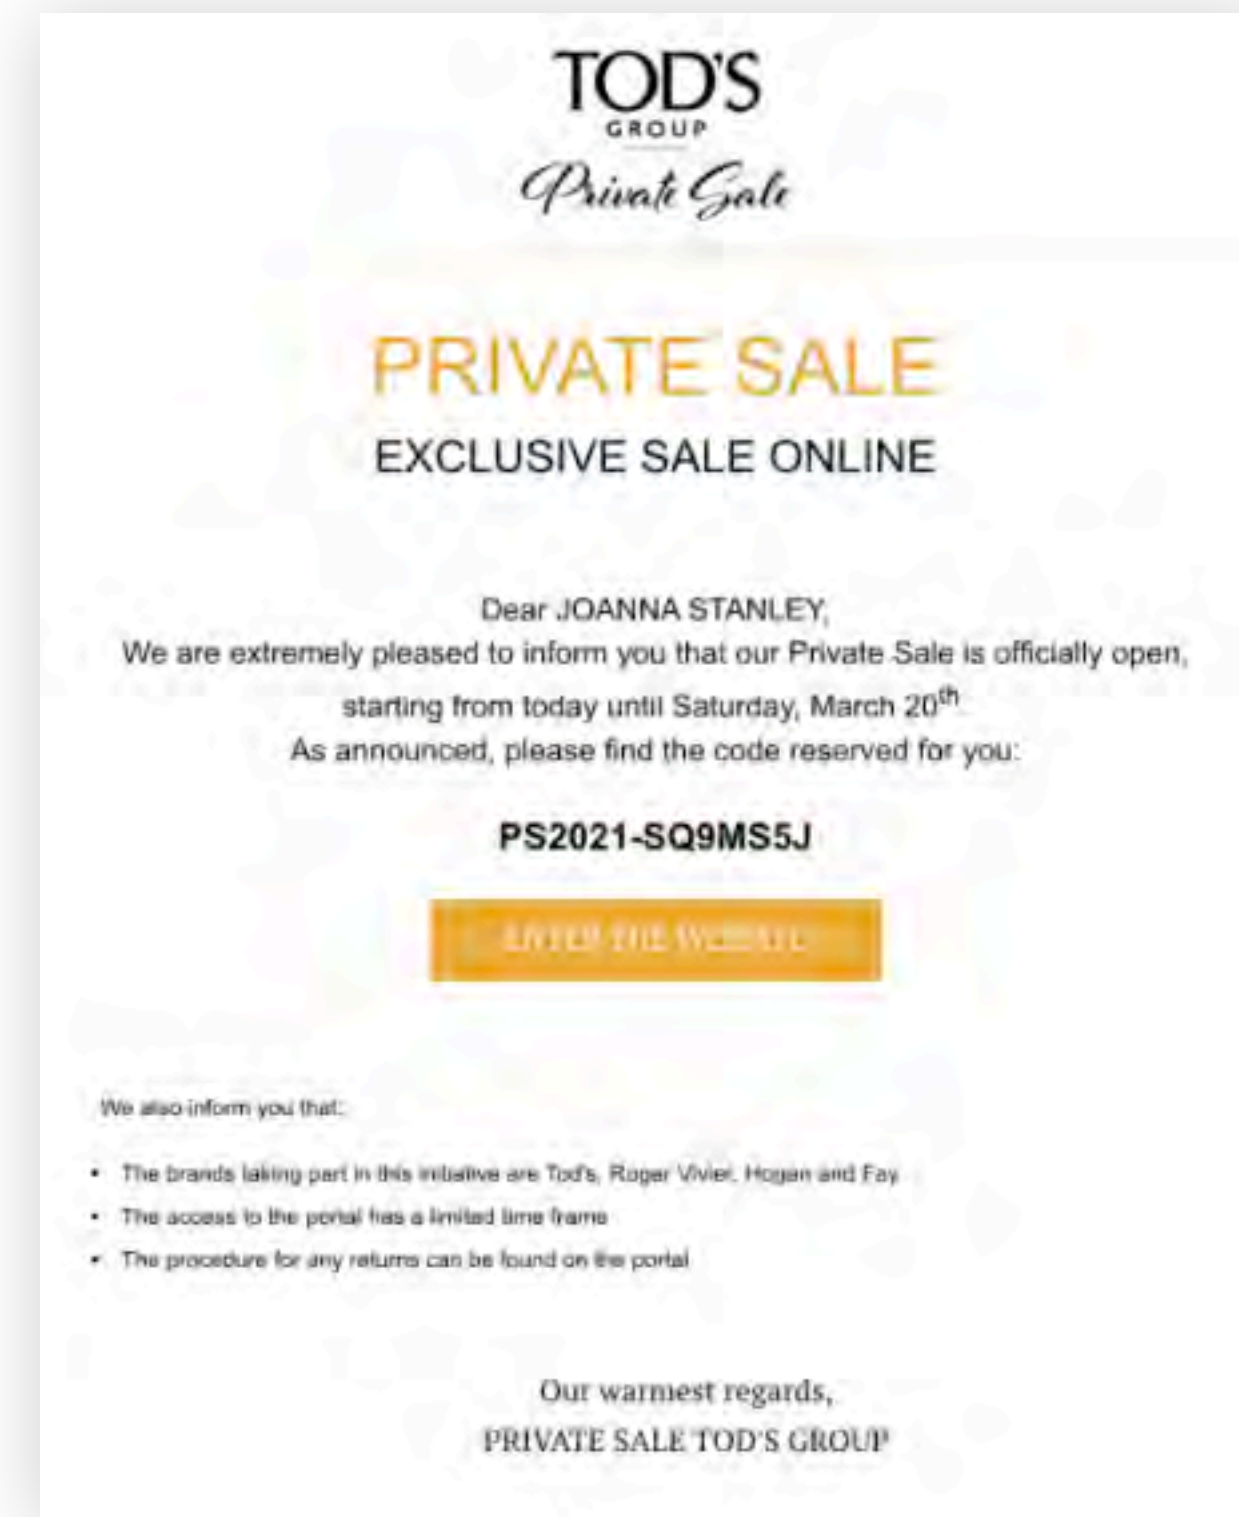 TOD'S
GROUP
Private Sale
PRIVATE SALE
EXCLUSIVE SALE ONLINE
Dear JOANNA STANLEY,
We are extremely pleased to inform you that our Private Sale is officially open,
starting from today until Saturday, March 20th
As announced, please find the code reserved for you:
PS2021-SQ9MS5J
ENTER THE WEBSITE
We also inform you that:
• The brands taking part in this initiative are Tod's, Roger Vivier, Hogan and Fay
• The access to the portal has a limited time frame
• The procedure for any returns can be found on the portal
Our warmest regards,
PRIVATE SALE TOD'S GROUP